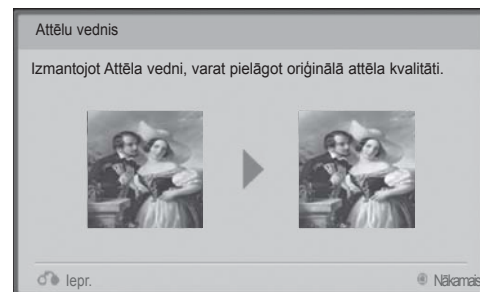 Attēlu vednis
Izmantojot Attēla vedni, varat pielāgot oriģinālā attēla kvalitāti.
Iepr.
Nākamais